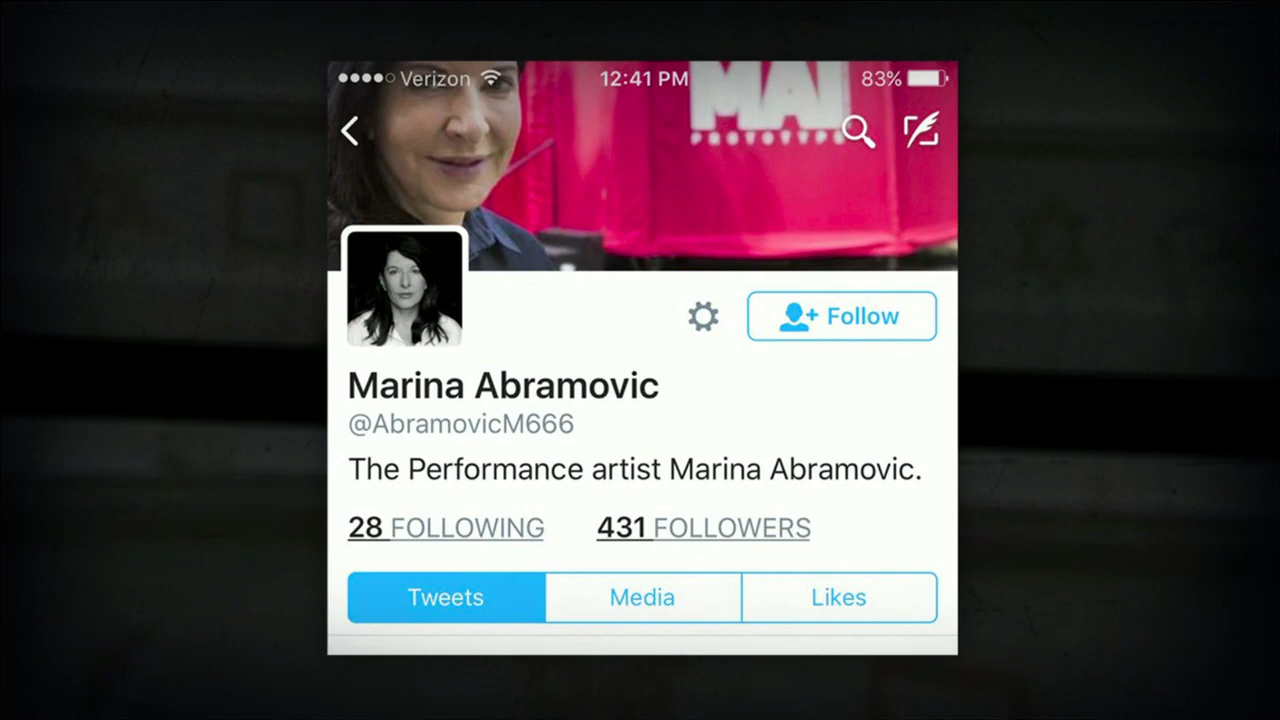 Verizon 12:41 PM 83%
MAI
PROTOTYPE
Marina Abramovic
@AbramovicM666
The Performance artist Marina Abramovic.
28 FOLLOWING 431 FOLLOWERS
Follow
Tweets Media Likes